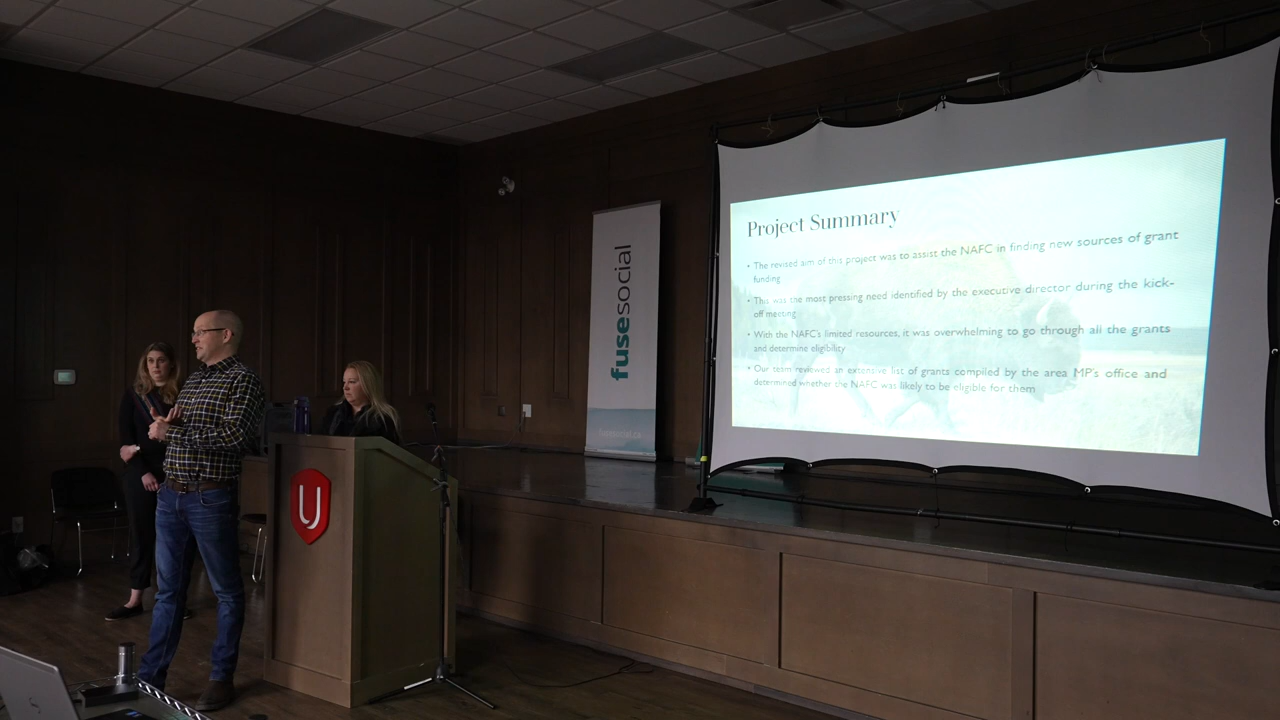 Project Summary
• The revised aim of this project was to assist the NAFC in finding new sources of grant
funding
• This was the most pressing need identified by the executive director during the kick-
off meeting
• With the NAFC's limited resources, it was overwhelming to go through all the grants
and determine eligibility
• Our team reviewed an extensive list of grants compiled by the area MP's office and
determined whether the NAFC was likely to be eligible for them
fusesocial
fusesocial.ca
U